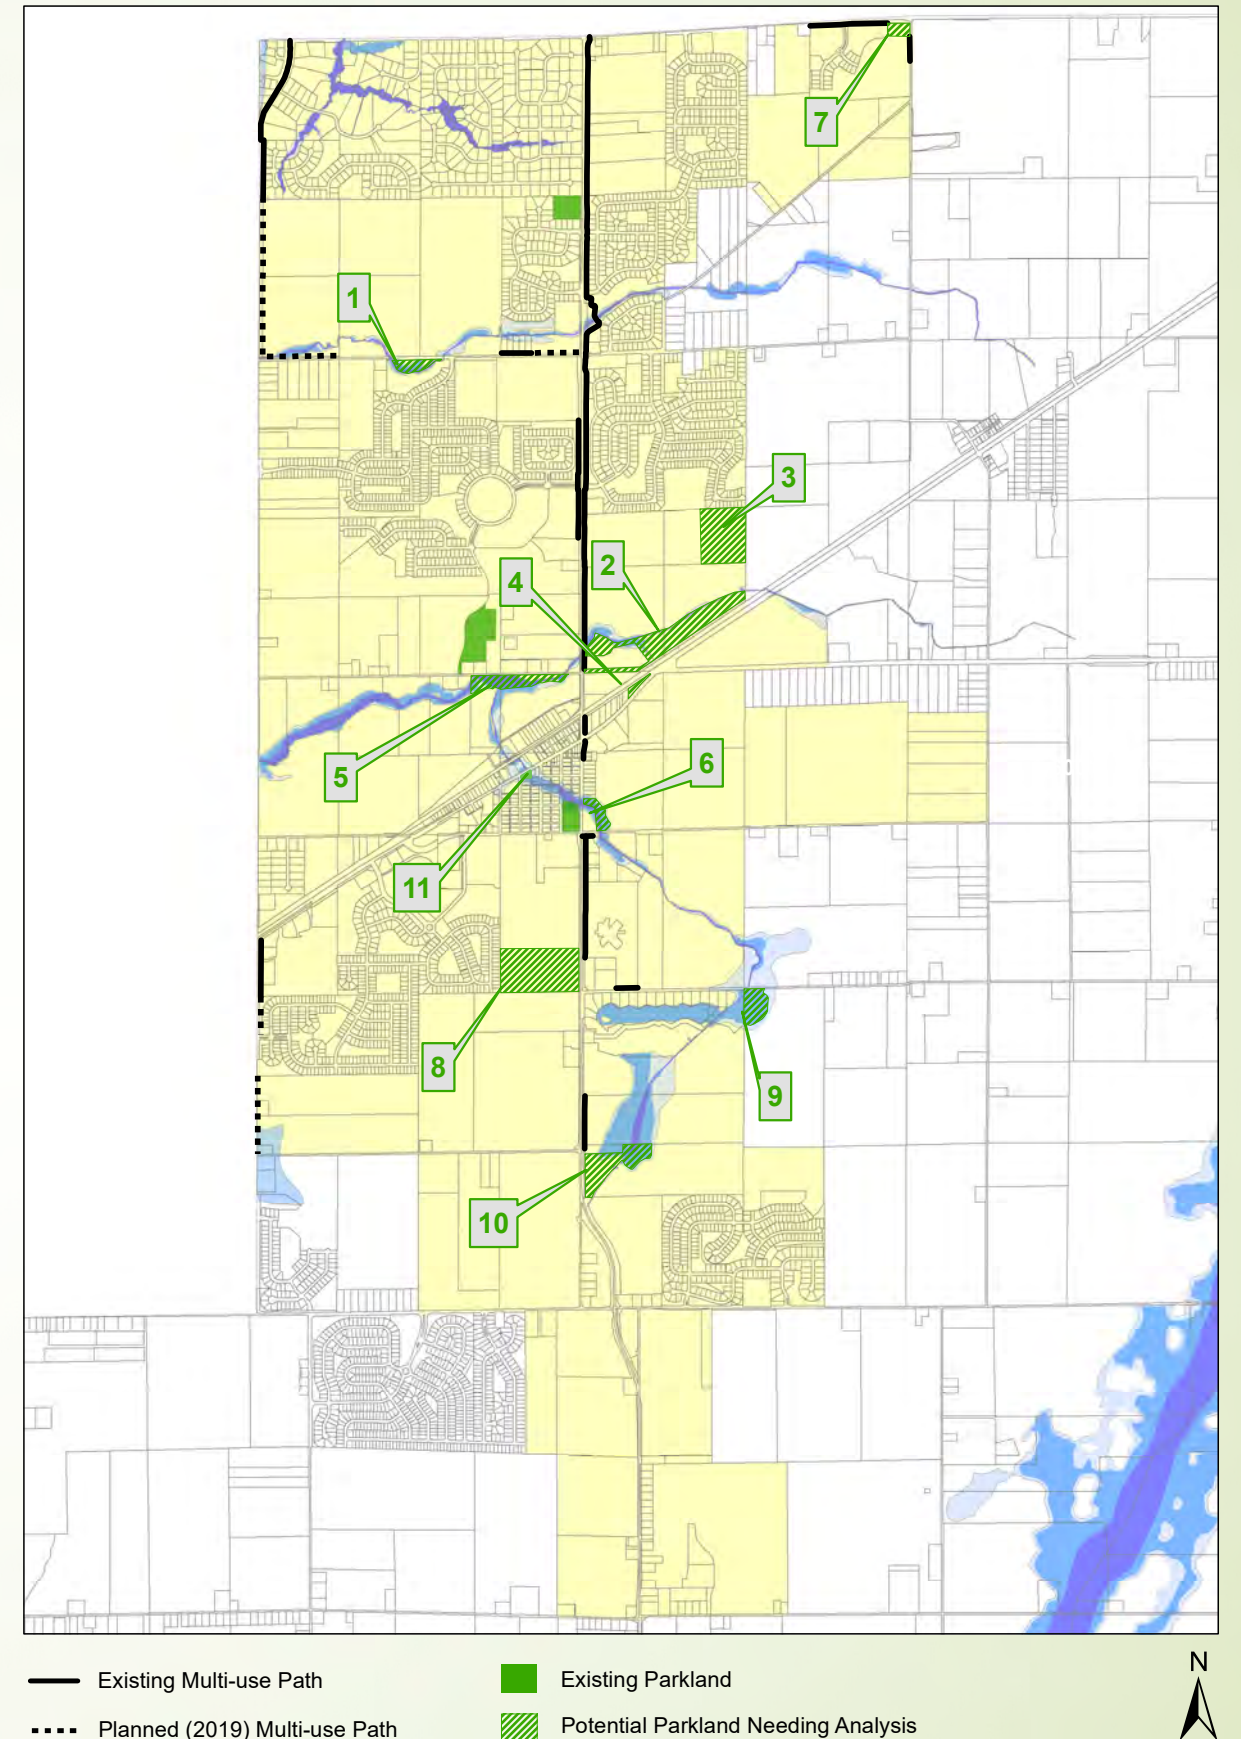 7
1
3
2
4
6
5
11
8
9
10
N
Existing Multi-use Path
Existing Parkland
Planned (2019) Multi-use Path
Potential Parkland Needing Analysis